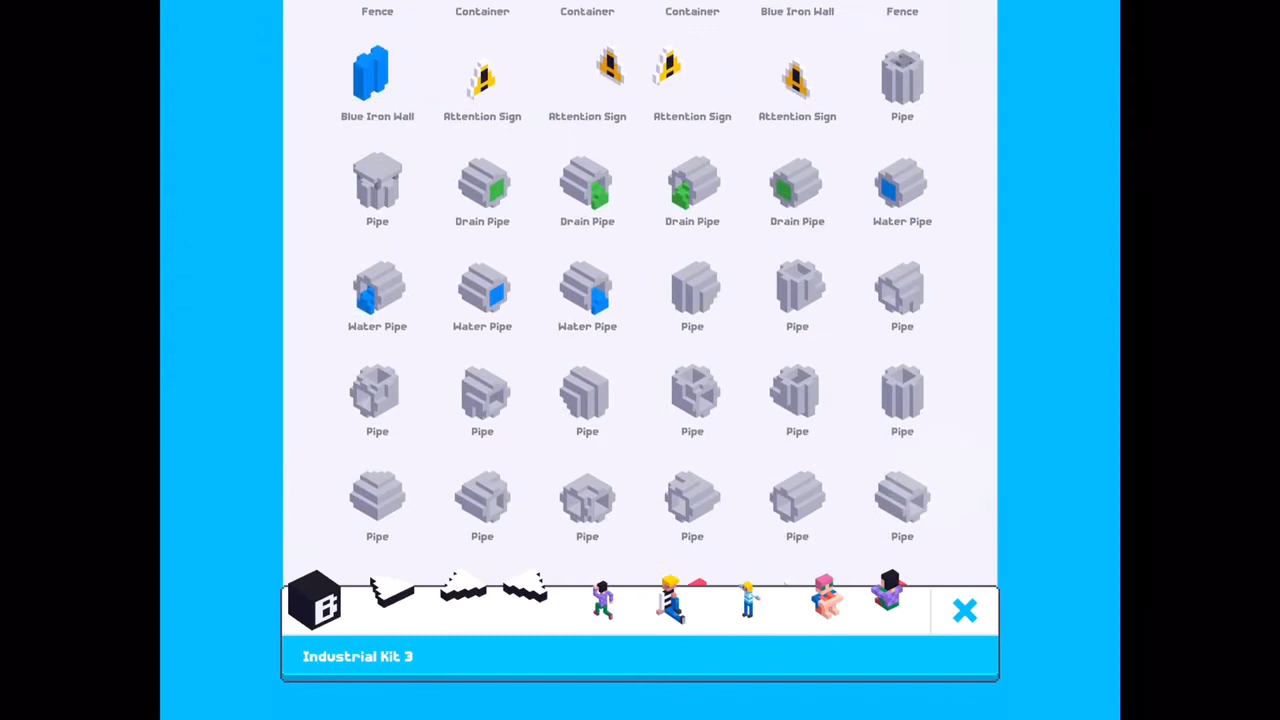 Fence Container Container Container Blue Iron Wall Fence
Blue Iron Wall Attention Sign Attention Sign Attention Sign Attention Sign Pipe
Pipe Drain Pipe Drain Pipe Drain Pipe Drain Pipe Water Pipe
Water Pipe Water Pipe Water Pipe Pipe Pipe Pipe
Pipe Pipe Pipe Pipe Pipe Pipe
Pipe Pipe Pipe Pipe Pipe Pipe
B
Industrial Kit 3